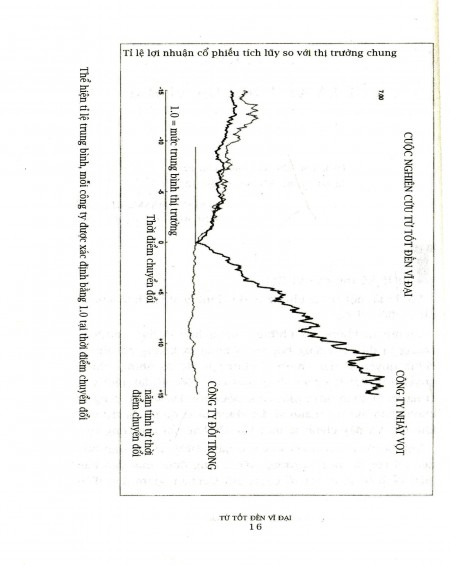 Tỉ lệ lợi nhuận cổ phiếu tích lũy so với thị trường chung
CUỘC NGHIÊN CỨU TỪ TỐT ĐẾN VĨ ĐẠI
7.00
CÔNG TY NHẢY VỌT
CÔNG TY ĐỐI TRỌNG
1.0 = mức trung bình thị trường
-15
-10
-5
0
+5
+10
+15
Thời điểm chuyển đổi
năm tính từ thời
điểm chuyển đổi
Thể hiện tỉ lệ trung bình, mỗi công ty được xác định bằng 1.0 tại thời điểm chuyển đổi
TỪ TỐT ĐẾN VĨ ĐẠI
16